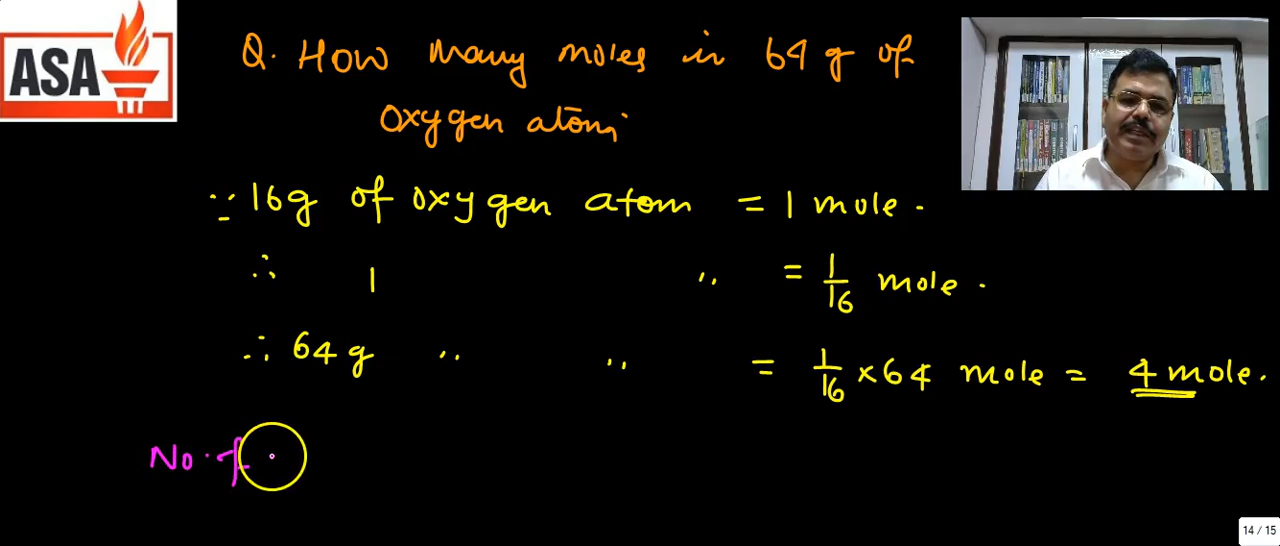 ASA
Q. How many moles in 64 g of
oxygen atom
∵ 16g of oxygen atom = 1 mole.
∴ 1 " = 1/16 mole.
∴ 64 g " " = 1/16 × 64 mole = 4 mole.
No. of
14 / 15